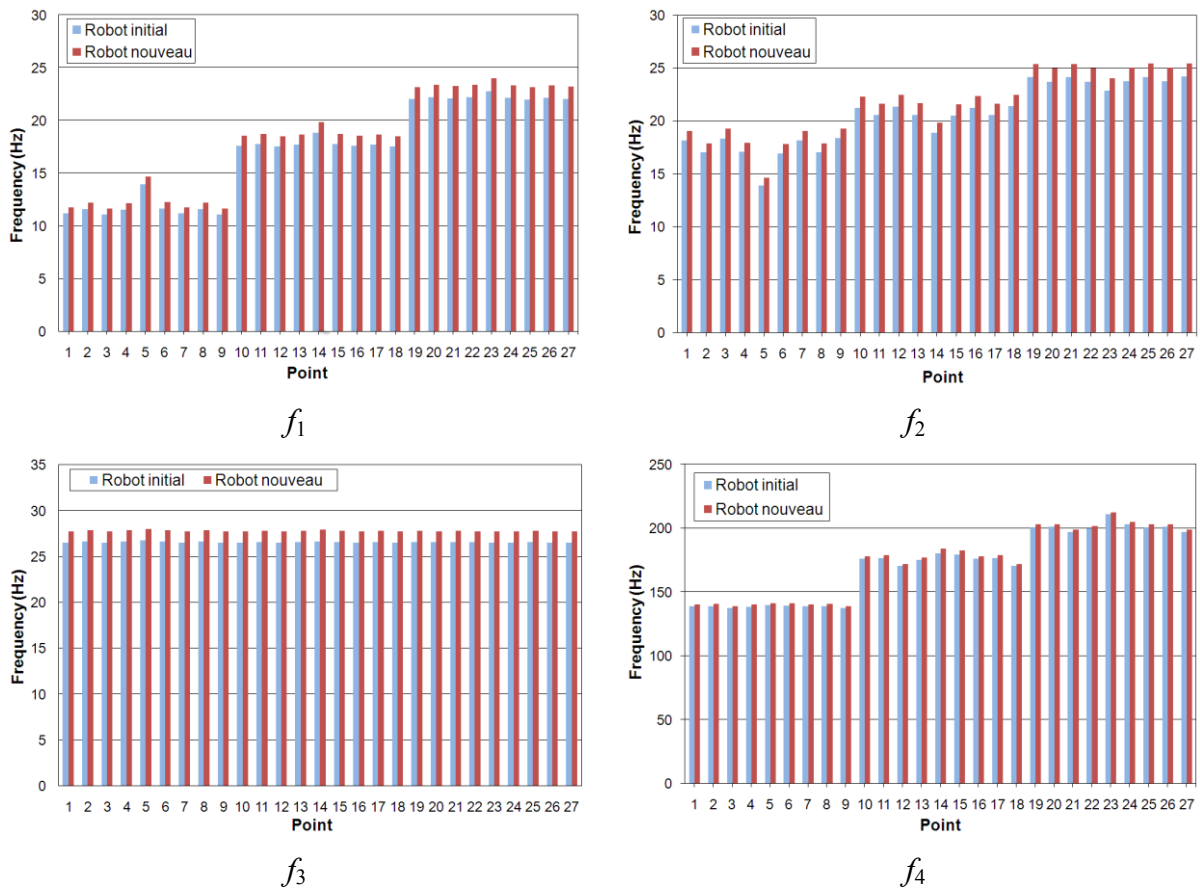 30
25
20
15
10
5
0
Frequency (Hz)
Robot initial
Robot nouveau
1 2 3 4 5 6 7 8 9 10 11 12 13 14 15 16 17 18 19 20 21 22 23 24 25 26 27
Point
f1
30
25
20
15
10
5
0
Frequency (Hz)
Robot initial
Robot nouveau
1 2 3 4 5 6 7 8 9 10 11 12 13 14 15 16 17 18 19 20 21 22 23 24 25 26 27
Point
f2
35
30
25
20
15
10
5
0
Frequency (Hz)
Robot initial Robot nouveau
1 2 3 4 5 6 7 8 9 10 11 12 13 14 15 16 17 18 19 20 21 22 23 24 25 26 27
Point
f3
250
200
150
100
50
0
Frequency (Hz)
Robot initial
Robot nouveau
1 2 3 4 5 6 7 8 9 10 11 12 13 14 15 16 17 18 19 20 21 22 23 24 25 26 27
Point
f4